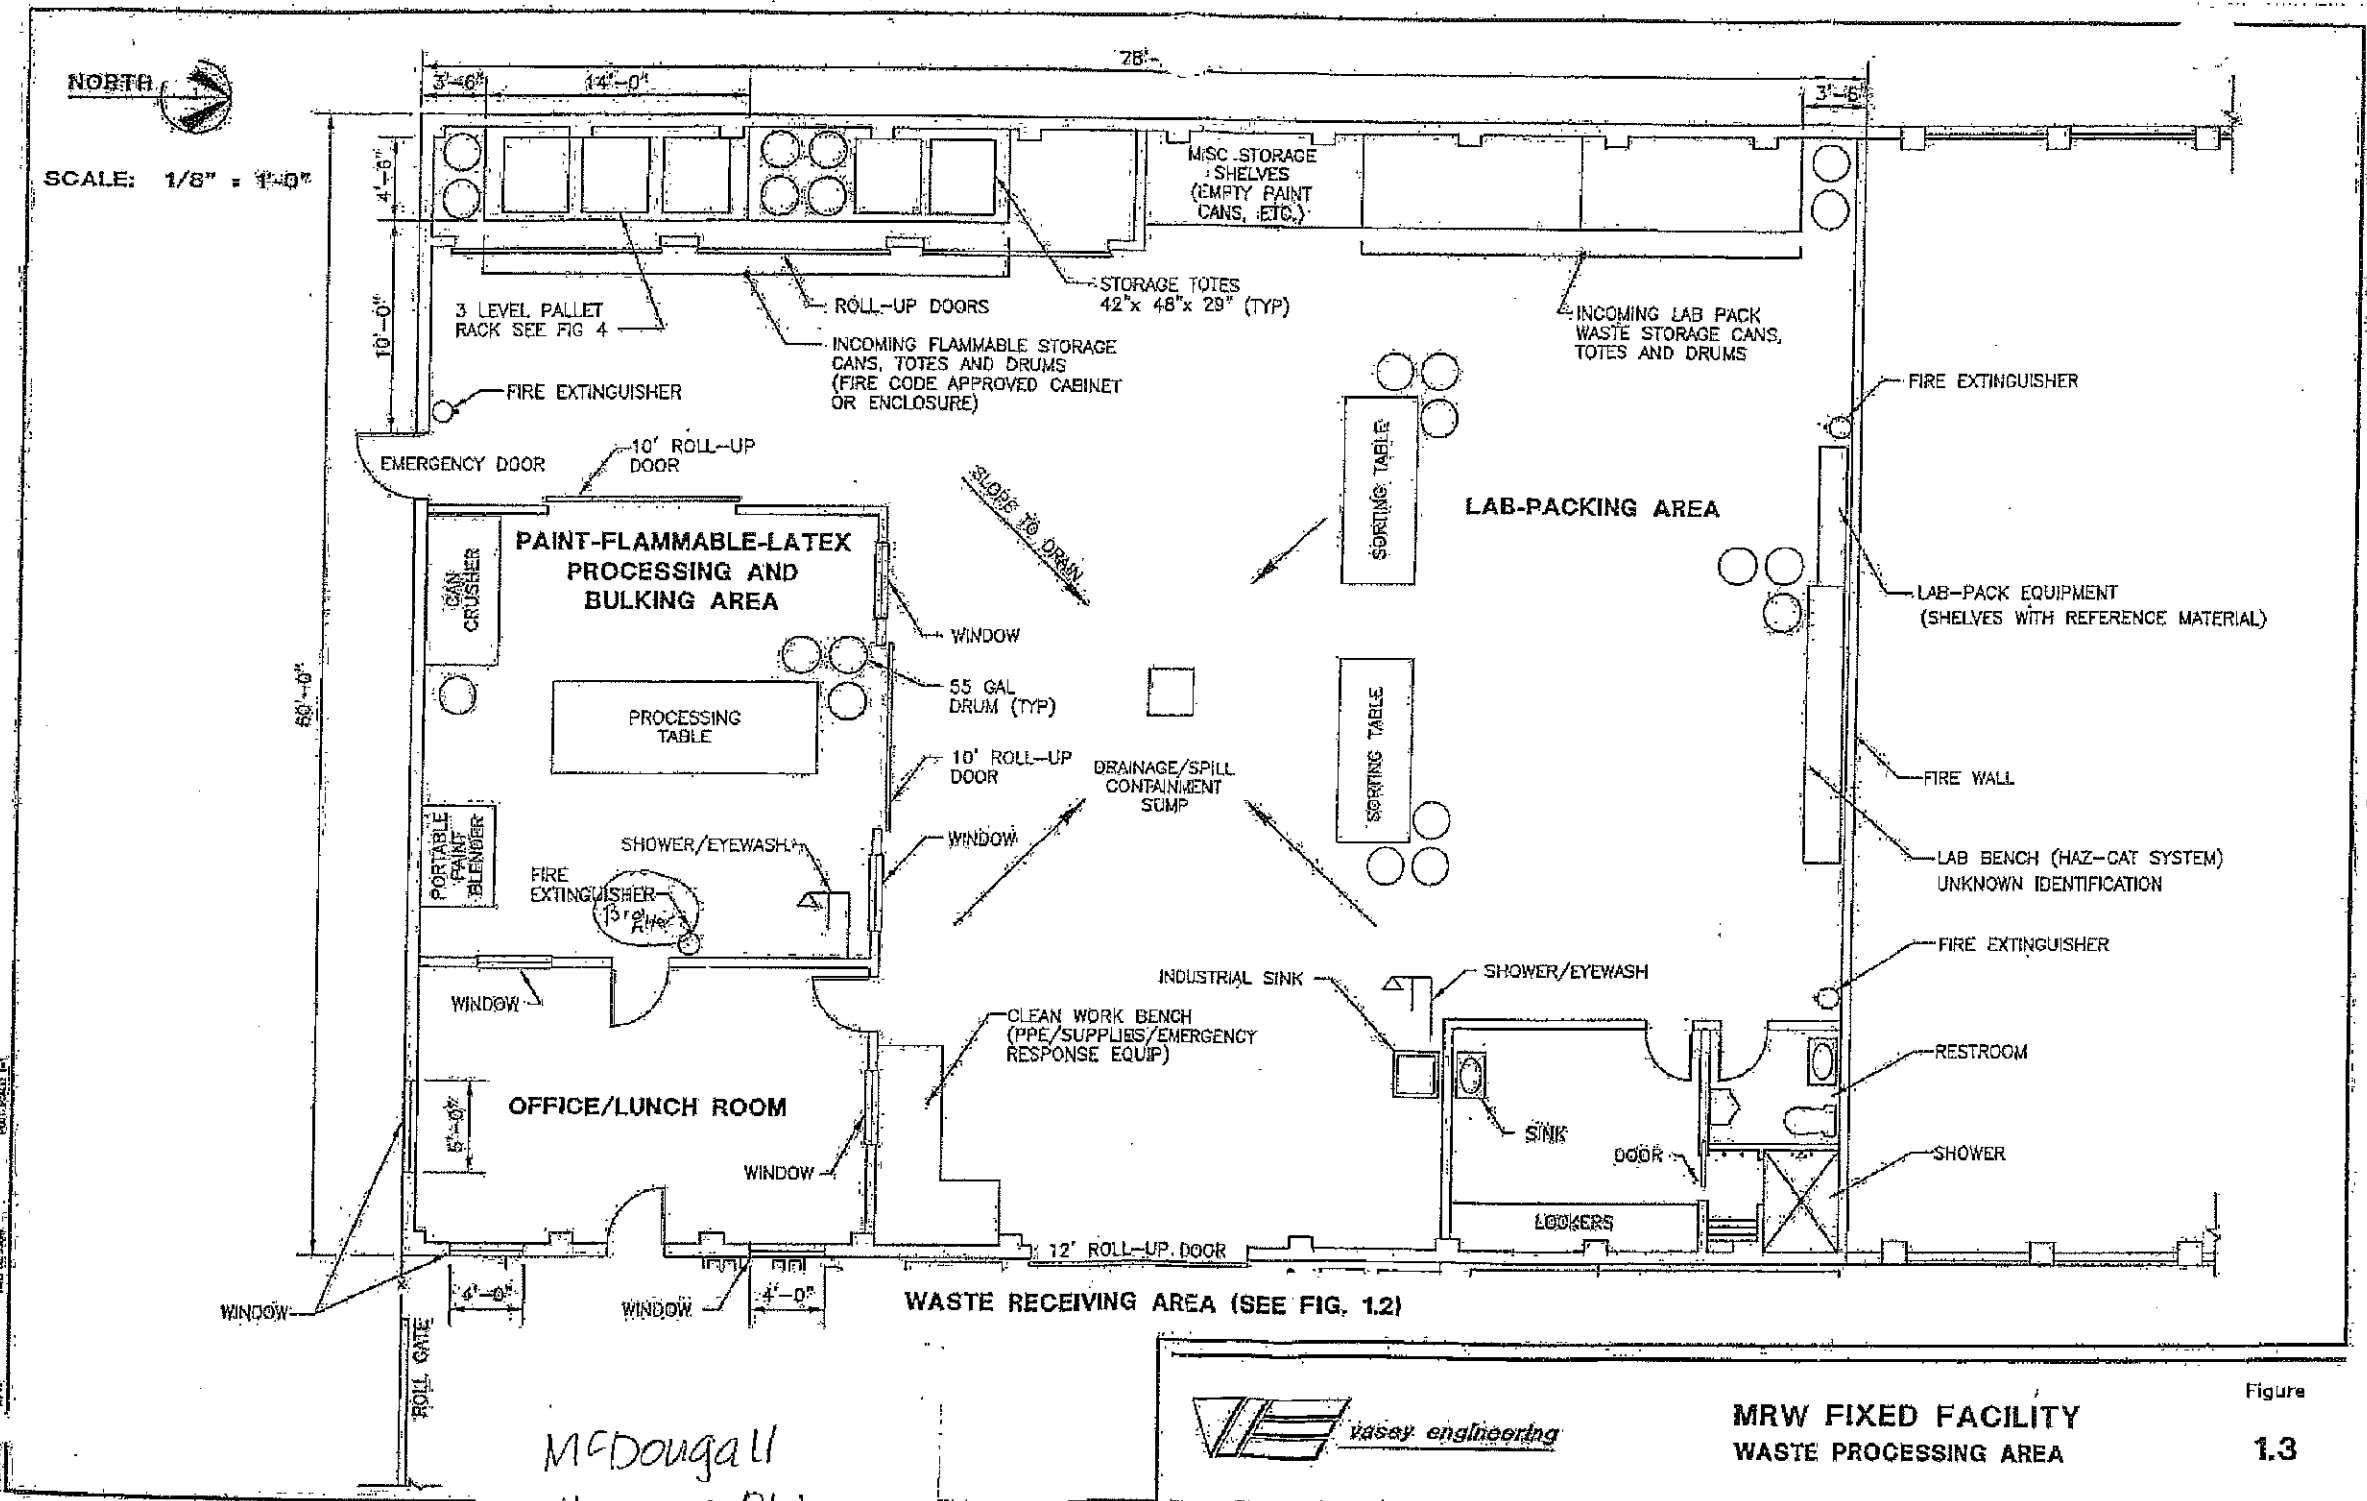 NORTH
SCALE: 1/8" = 1'-0"
3'-6"
14'-0"
3'-6"
4'-6"
10'-0"
60'-0"
MISC STORAGE
SHELVES
(EMPTY PAINT
CANS, ETC.)
3 LEVEL PALLET
RACK SEE FIG 4
ROLL-UP DOORS
STORAGE TOTES
42"x 48"x 29" (TYP)
INCOMING FLAMMABLE STORAGE
CANS, TOTES AND DRUMS
(FIRE CODE APPROVED CABINET
OR ENCLOSURE)
INCOMING LAB PACK
WASTE STORAGE CANS,
TOTES AND DRUMS
FIRE EXTINGUISHER
FIRE EXTINGUISHER
EMERGENCY DOOR
10' ROLL-UP
DOOR
SLOPE TO DRAIN
SORTING TABLE
LAB-PACKING AREA
PAINT-FLAMMABLE-LATEX
PROCESSING AND
BULKING AREA
CAN
CRUSHER
WINDOW
LAB-PACK EQUIPMENT
(SHELVES WITH REFERENCE MATERIAL)
55 GAL
DRUM (TYP)
PROCESSING
TABLE
10' ROLL-UP
DOOR
DRAINAGE/SPILL
CONTAINMENT
SUMP
SORTING TABLE
FIRE WALL
PORTABLE
PAINT
BLENDER
SHOWER/EYEWASH
WINDOW
FIRE
EXTINGUISHER
LAB BENCH (HAZ-CAT SYSTEM)
UNKNOWN IDENTIFICATION
FIRE EXTINGUISHER
WINDOW
INDUSTRIAL SINK
SHOWER/EYEWASH
CLEAN WORK BENCH
(PPE/SUPPLIES/EMERGENCY
RESPONSE EQUIP)
RESTROOM
5'-0"
OFFICE/LUNCH ROOM
SINK
WINDOW
DOOR
SHOWER
LOCKERS
12' ROLL-UP DOOR
WINDOW
4'-0"
WINDOW
4'-0"
WASTE RECEIVING AREA (SEE FIG. 1.2)
ROLL GATE
McDougall
vasey engineering
MRW FIXED FACILITY
WASTE PROCESSING AREA
Figure
1.3